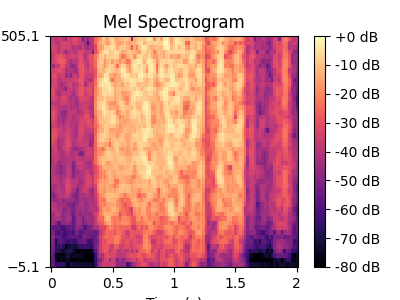 Mel Spectrogram
505.1
-5.1
0
0.5
1
1.5
2
+0 dB
-10 dB
-20 dB
-30 dB
-40 dB
-50 dB
-60 dB
-70 dB
-80 dB